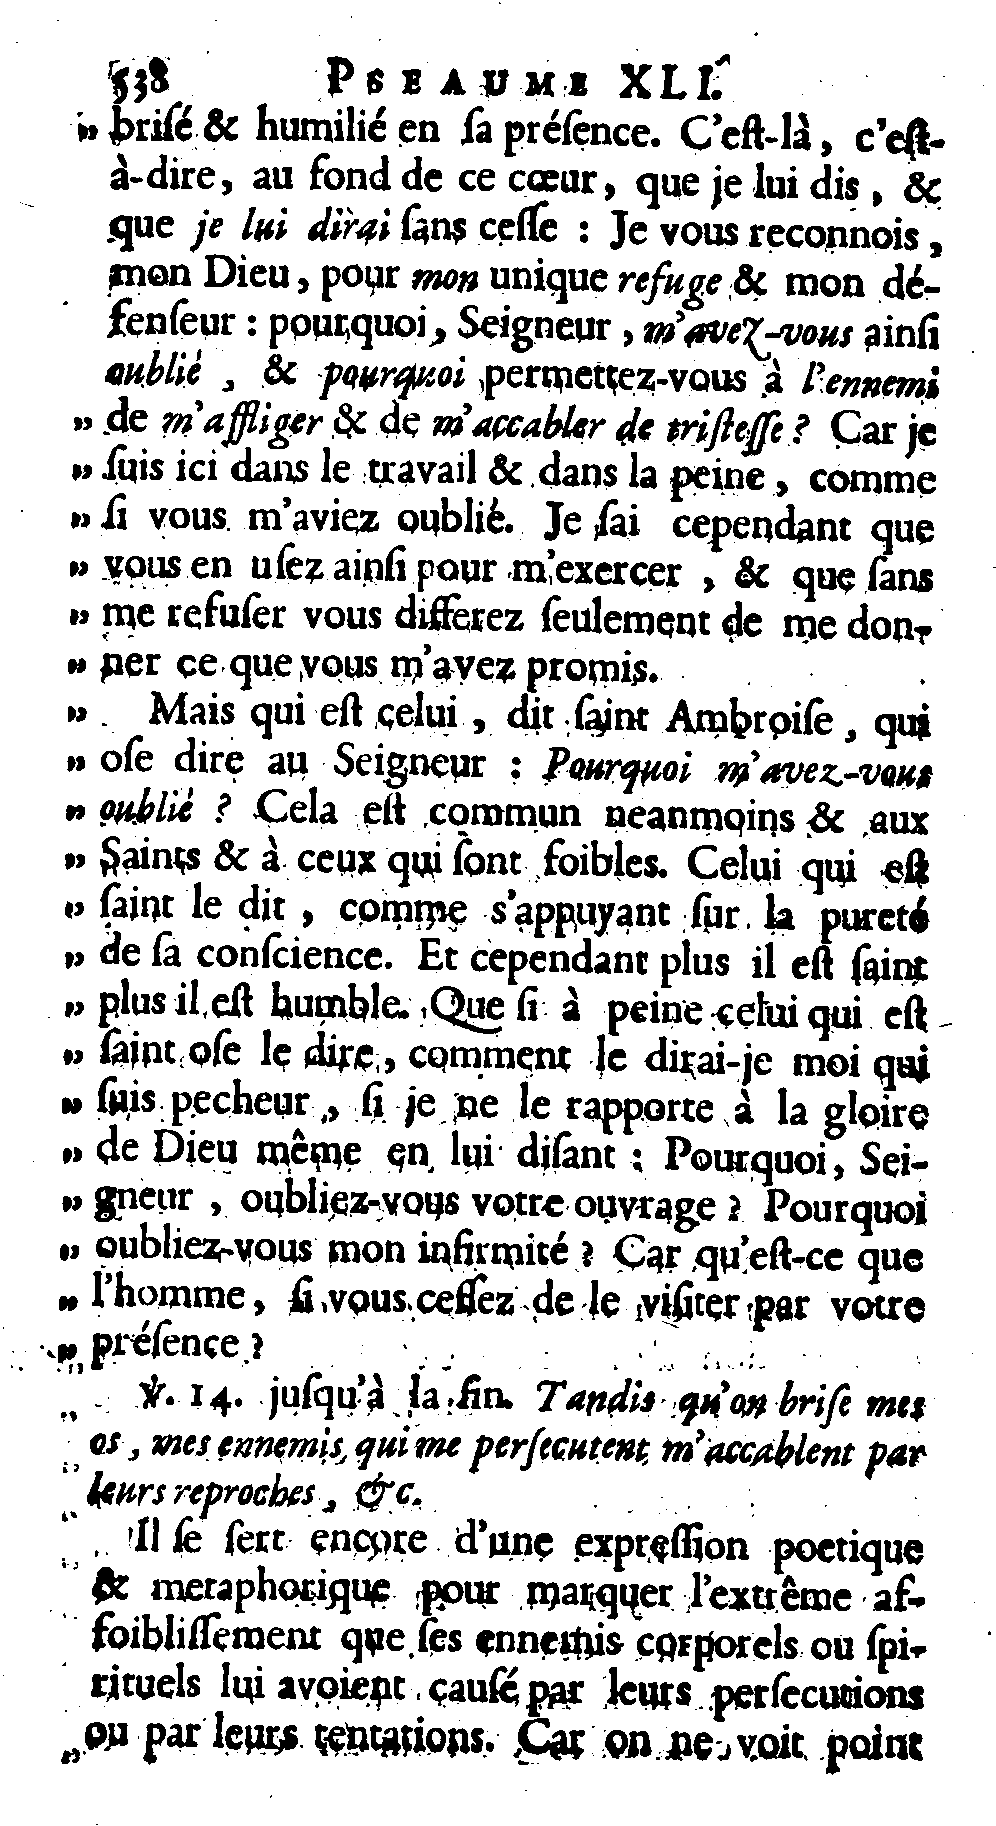 538 PSEAUME XLI.
„ briſé & humilié en ſa préſence. C'eſt-là, c'eſt-
à-dire, au fond de ce cœur, que je lui dis, &
que je lui dirai ſans ceſſe : Je vous reconnois,
mon Dieu, pour mon unique refuge & mon dé-
fenſeur : pourquoi, Seigneur, m'avez-vous ainſi
oublié, & pourquoi permettez-vous à l'ennemi
„ de m'affliger & de m'accabler de triſteſſe ? Car je
„ ſuis ici dans le travail & dans la peine, comme
„ ſi vous m'aviez oublié. Je ſai cependant que
„ vous en uſez ainſi pour m'exercer, & que ſans
„ me refuſer vous differez ſeulement de me don-
„ ner ce que vous m'avez promis.
„ Mais qui eſt celui, dit ſaint Ambroiſe, qui
„ oſe dire au Seigneur : Pourquoi m'avez-vous
„ oublié ? Cela eſt commun neanmoins & aux
„ Saints & à ceux qui ſont foibles. Celui qui eſt
„ ſaint le dit, comme s'appuyant ſur la pureté
„ de ſa conſcience. Et cependant plus il eſt ſaint
„ plus il eſt humble. Que ſi à peine celui qui eſt
„ ſaint oſe le dire, comment le dirai-je moi qui
„ ſuis pecheur, ſi je ne le rapporte à la gloire
„ de Dieu même en lui diſant : Pourquoi, Sei-
„ gneur, oubliez-vous votre ouvrage ? Pourquoi
„ oubliez-vous mon infirmité ? Car qu'eſt-ce que
„ l'homme, ſi vous ceſſez de le viſiter par votre
„ préſence ?
℣. 14. juſqu'à la fin. Tandis qu'on briſe mes
os, mes ennemis, qui me perſecutent m'accablent par
leurs reproches, &c.
Il ſe ſert encore d'une expreſſion poetique
& metaphorique pour marquer l'extrême af-
foibliſſement que ſes ennemis corporels ou ſpi-
rituels lui avoient cauſé par leurs perſecutions
ou par leurs tentations. Car on ne voit point